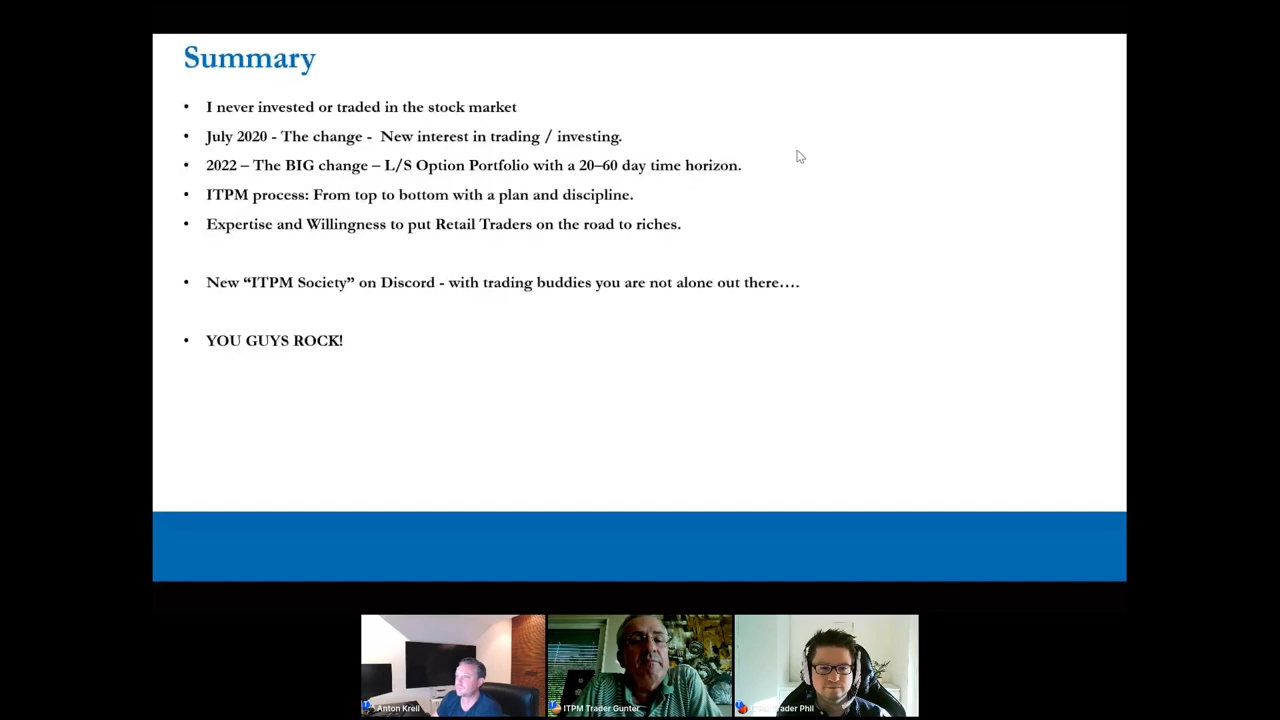 Summary
• I never invested or traded in the stock market
• July 2020 - The change - New interest in trading / investing.
• 2022 – The BIG change – L/S Option Portfolio with a 20–60 day time horizon.
• ITPM process: From top to bottom with a plan and discipline.
• Expertise and Willingness to put Retail Traders on the road to riches.
• New “ITPM Society” on Discord - with trading buddies you are not alone out there….
• YOU GUYS ROCK!
Anton Kreil
ITPM Trader Gunter
Trader Phil